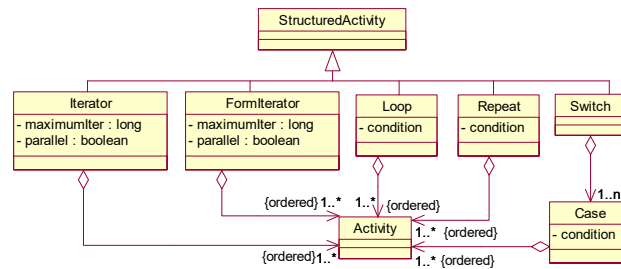 StructuredActivity
Iterator
- maximumIter : long
- parallel : boolean
FormIterator
- maximumIter : long
- parallel : boolean
Loop
- condition
Repeat
- condition
Switch
{ordered} 1..*
1..*
{ordered}
1..n
Activity
1..* {ordered}
Case
- condition
{ordered} 1..*
1..* {ordered}